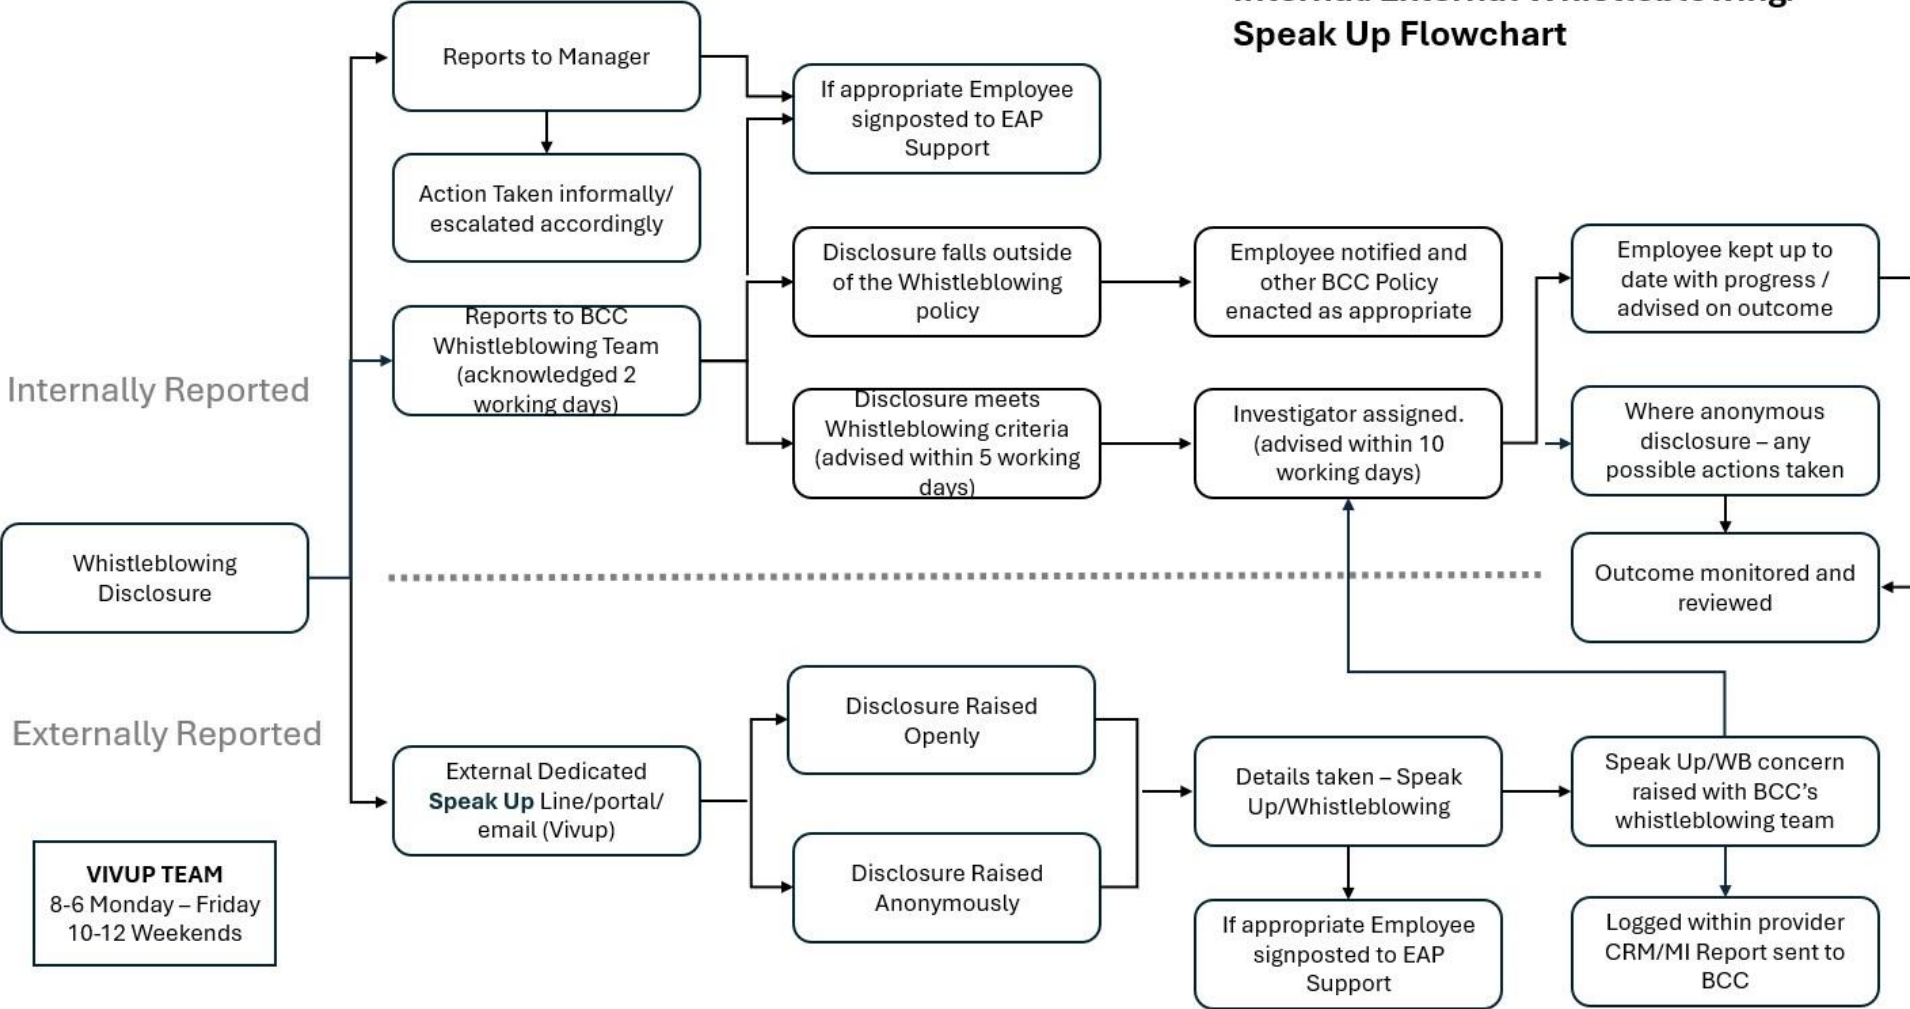 Speak Up Flowchart
Reports to Manager
If appropriate Employee
signposted to EAP
Support
Action Taken informally/
escalated accordingly
Disclosure falls outside
of the Whistleblowing
policy
Employee notified and
other BCC Policy
enacted as appropriate
Employee kept up to
date with progress /
advised on outcome
Reports to BCC
Whistleblowing Team
(acknowledged 2
working days)
Internally Reported
Disclosure meets
Whistleblowing criteria
(advised within 5 working
days)
Investigator assigned.
(advised within 10
working days)
Where anonymous
disclosure – any
possible actions taken
Whistleblowing
Disclosure
Outcome monitored and
reviewed
Externally Reported
Disclosure Raised
Openly
External Dedicated
Speak Up Line/portal/
email (Vivup)
Details taken – Speak
Up/Whistleblowing
Speak Up/WB concern
raised with BCC’s
whistleblowing team
Disclosure Raised
Anonymously
VIVUP TEAM
8-6 Monday – Friday
10-12 Weekends
If appropriate Employee
signposted to EAP
Support
Logged within provider
CRM/MI Report sent to
BCC